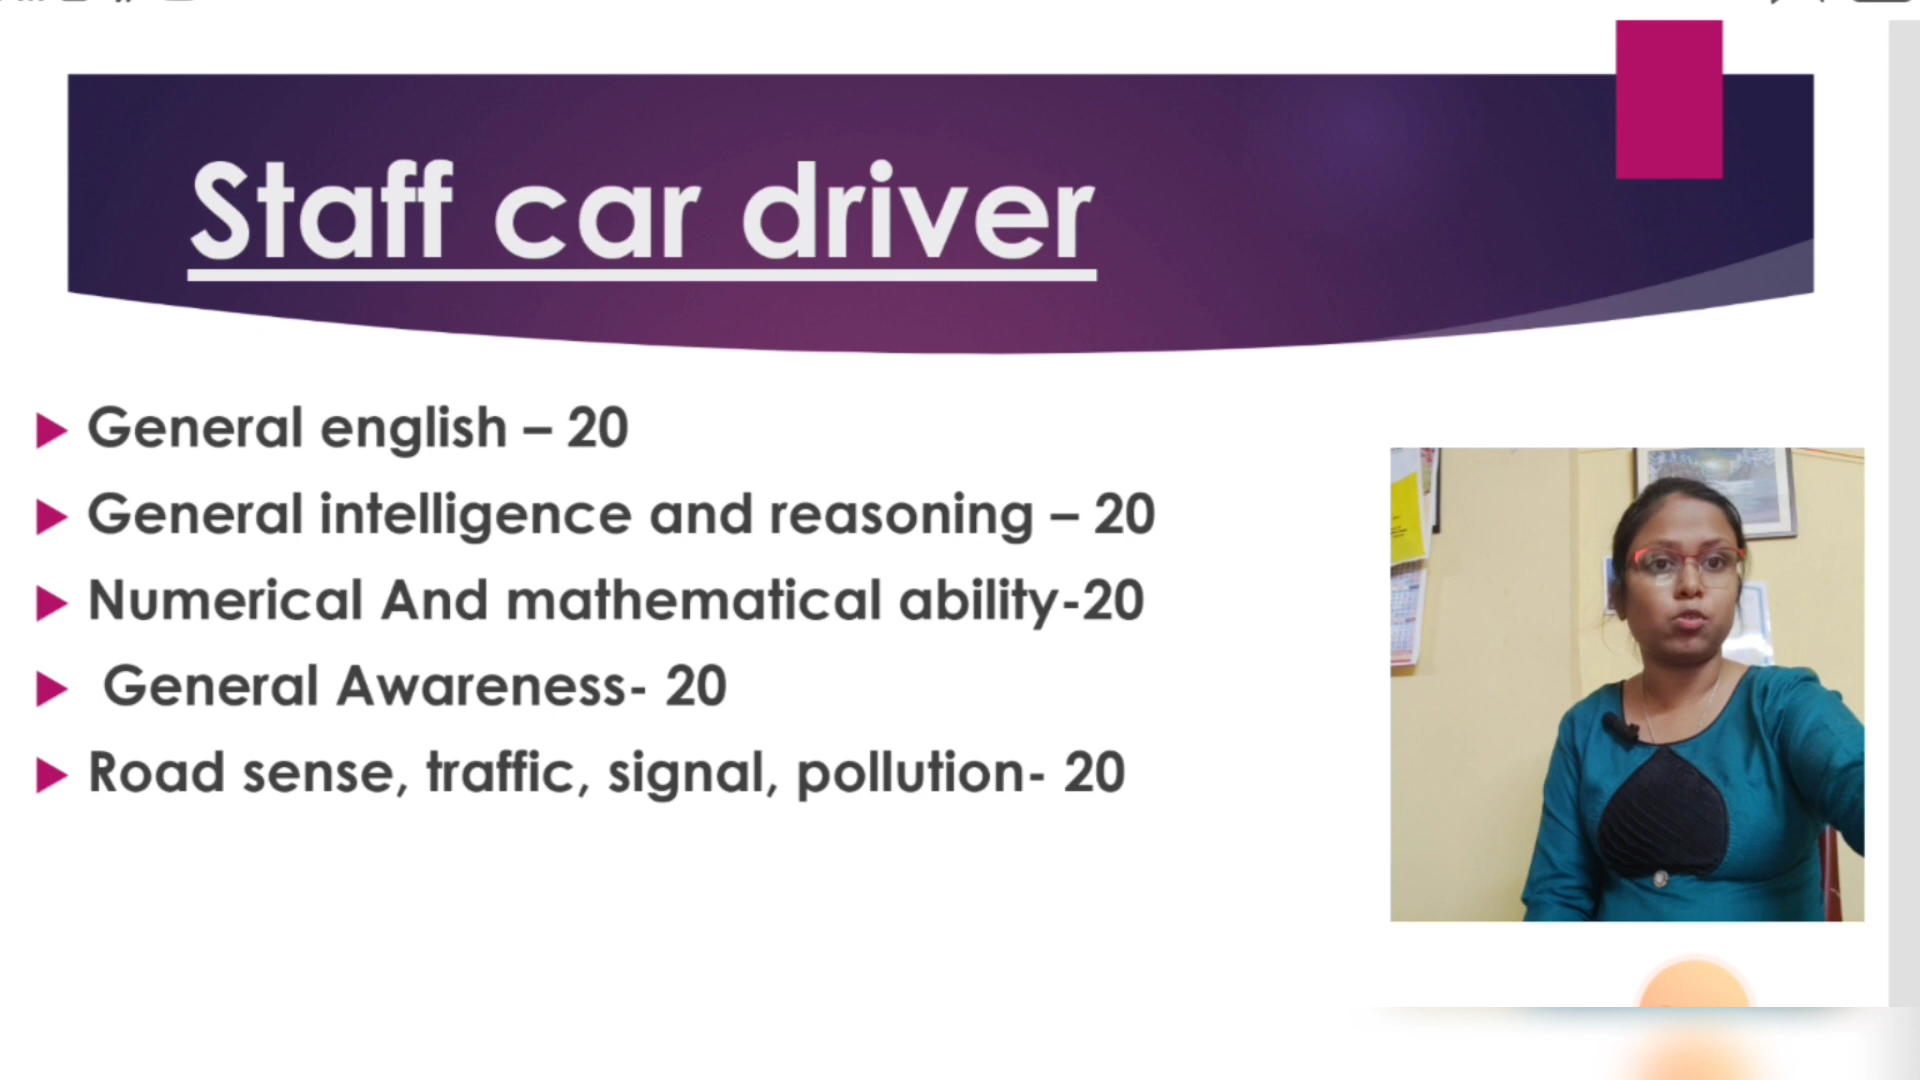 Staff car driver
General english – 20
General intelligence and reasoning – 20
Numerical And mathematical ability-20
General Awareness- 20
Road sense, traffic, signal, pollution- 20